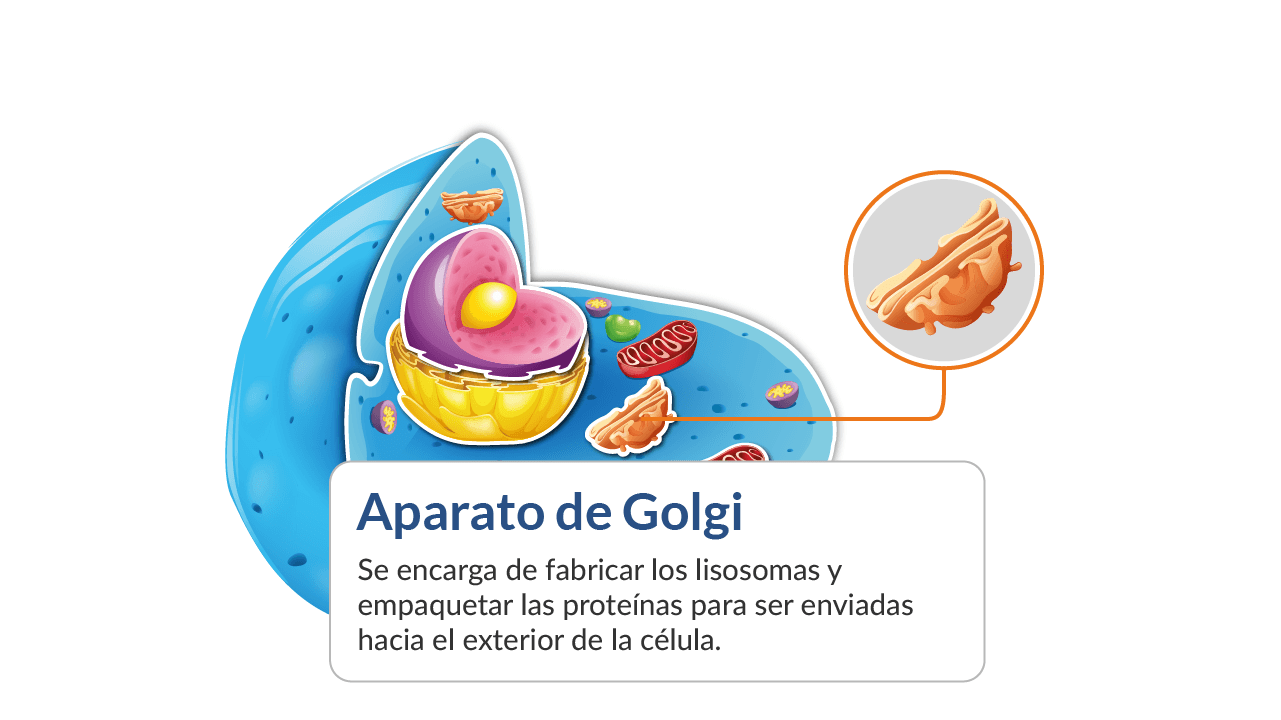 Aparato de Golgi
Se encarga de fabricar los lisosomas y
empaquetar las proteínas para ser enviadas
hacia el exterior de la célula.